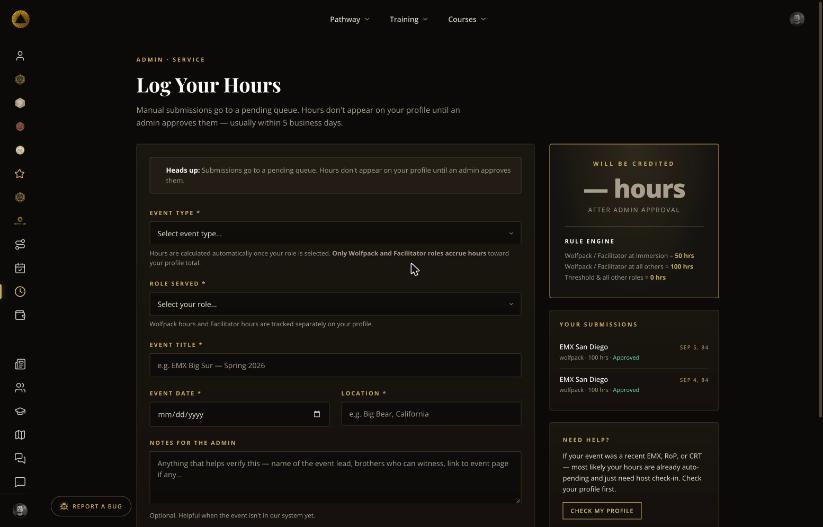 Pathway
Training
Courses
ADMIN · SERVICE
Log Your Hours
Manual submissions go to a pending queue. Hours don't appear on your profile until an
admin approves them — usually within 5 business days.
Heads up: Submissions go to a pending queue. Hours don't appear on your profile until an admin approves
them.
EVENT TYPE *
Select event type...
Hours are calculated automatically once your role is selected. Only Wolfpack and Facilitator roles accrue hours toward
your profile total.
ROLE SERVED *
Select your role...
Wolfpack hours and Facilitator hours are tracked separately on your profile.
EVENT TITLE *
e.g. EMX Big Sur — Spring 2026
EVENT DATE *
LOCATION *
mm/dd/yyyy
e.g. Big Bear, California
NOTES FOR THE ADMIN
Anything that helps verify this — name of the event lead, brothers who can witness, link to event page
if any...
Optional. Helpful when the event isn't in our system yet.
REPORT A BUG
WILL BE CREDITED
— hours
AFTER ADMIN APPROVAL
RULE ENGINE
Wolfpack / Facilitator at Immersion = 50 hrs
Wolfpack / Facilitator at all others = 100 hrs
Threshold & all other roles = 0 hrs
YOUR SUBMISSIONS
EMX San Diego
SEP 5, 84
wolfpack · 100 hrs · Approved
EMX San Diego
SEP 4, 84
wolfpack · 100 hrs · Approved
NEED HELP?
If your event was a recent EMX, RoP, or CRT
— most likely your hours are already auto-
pending and just need host check-in. Check
your profile first.
CHECK MY PROFILE